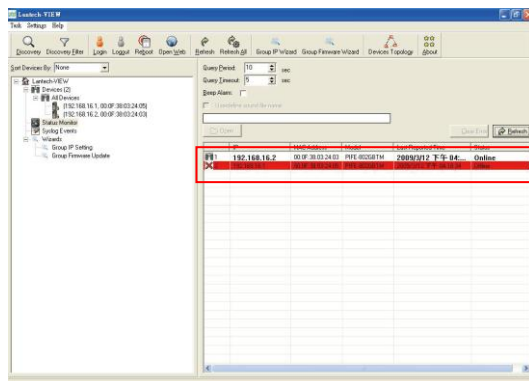 Lantech-VIEW
Task Settings Help
Discovery Discovery Filter Login Logout Reboot Open Web Refresh Refresh All Group IP Wizard Group Firmware Wizard Devices Topology About
Sort Devices By: None
Lantech-VIEW
Devices (2)
All Devices
(192.168.16.1, 00:0F:38:03:24:05)
(192.168.16.2, 00:0F:38:03:24:03)
Status Monitor
Syslog Events
Wizards
Group IP Setting
Group Firmware Update
Query Period: 10 sec
Query Timeout: 5 sec
Beep Alarm:
Open
Clear Error Refresh
IP MAC Address Model Last Reported Time Status
1 192.168.16.2 00:0F:38:03:24:03 2009/3/12 下午 04:... Online
192.168.16.1 00:0F:38:03:24:05